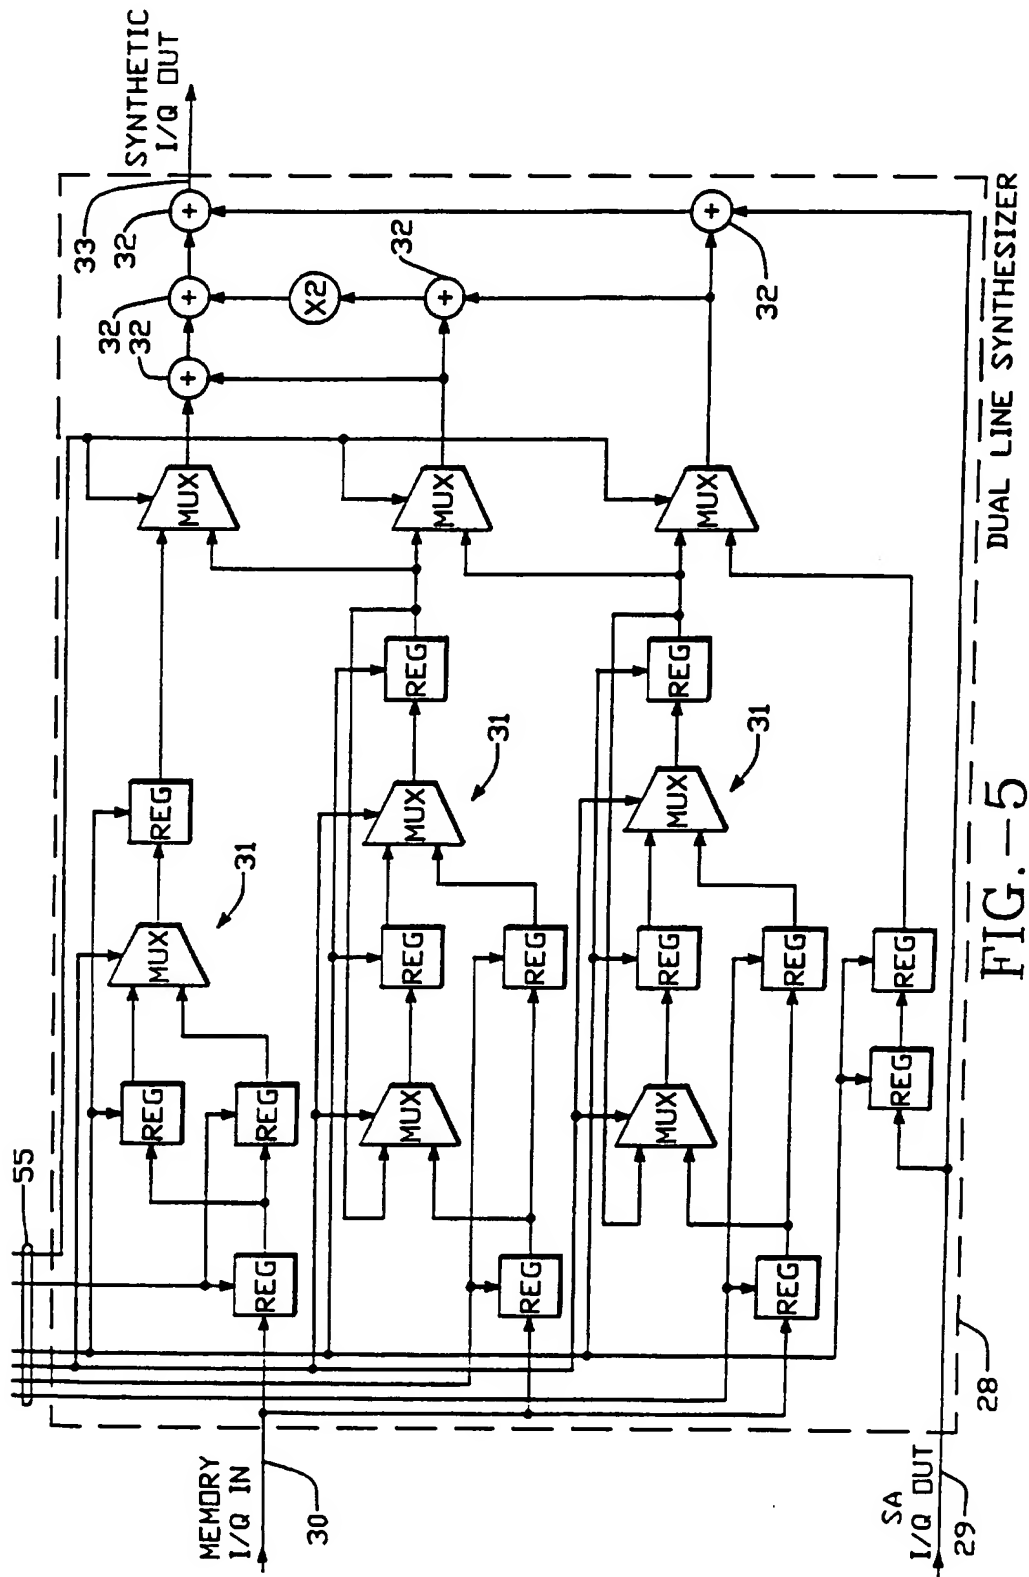 55
SYNTHETIC
I/Q OUT
33
32
32
32
MUX
REG
MUX
REG
REG
REG
31
+
+
+
MUX
MEMORY
I/Q IN
30
X2
32
MUX
REG
MUX
REG
REG
REG
31
+
MUX
REG
MUX
REG
REG
REG
31
MUX
+
32
REG
REG
SA
I/Q OUT
29
28
DUAL LINE SYNTHESIZER
FIG.—5